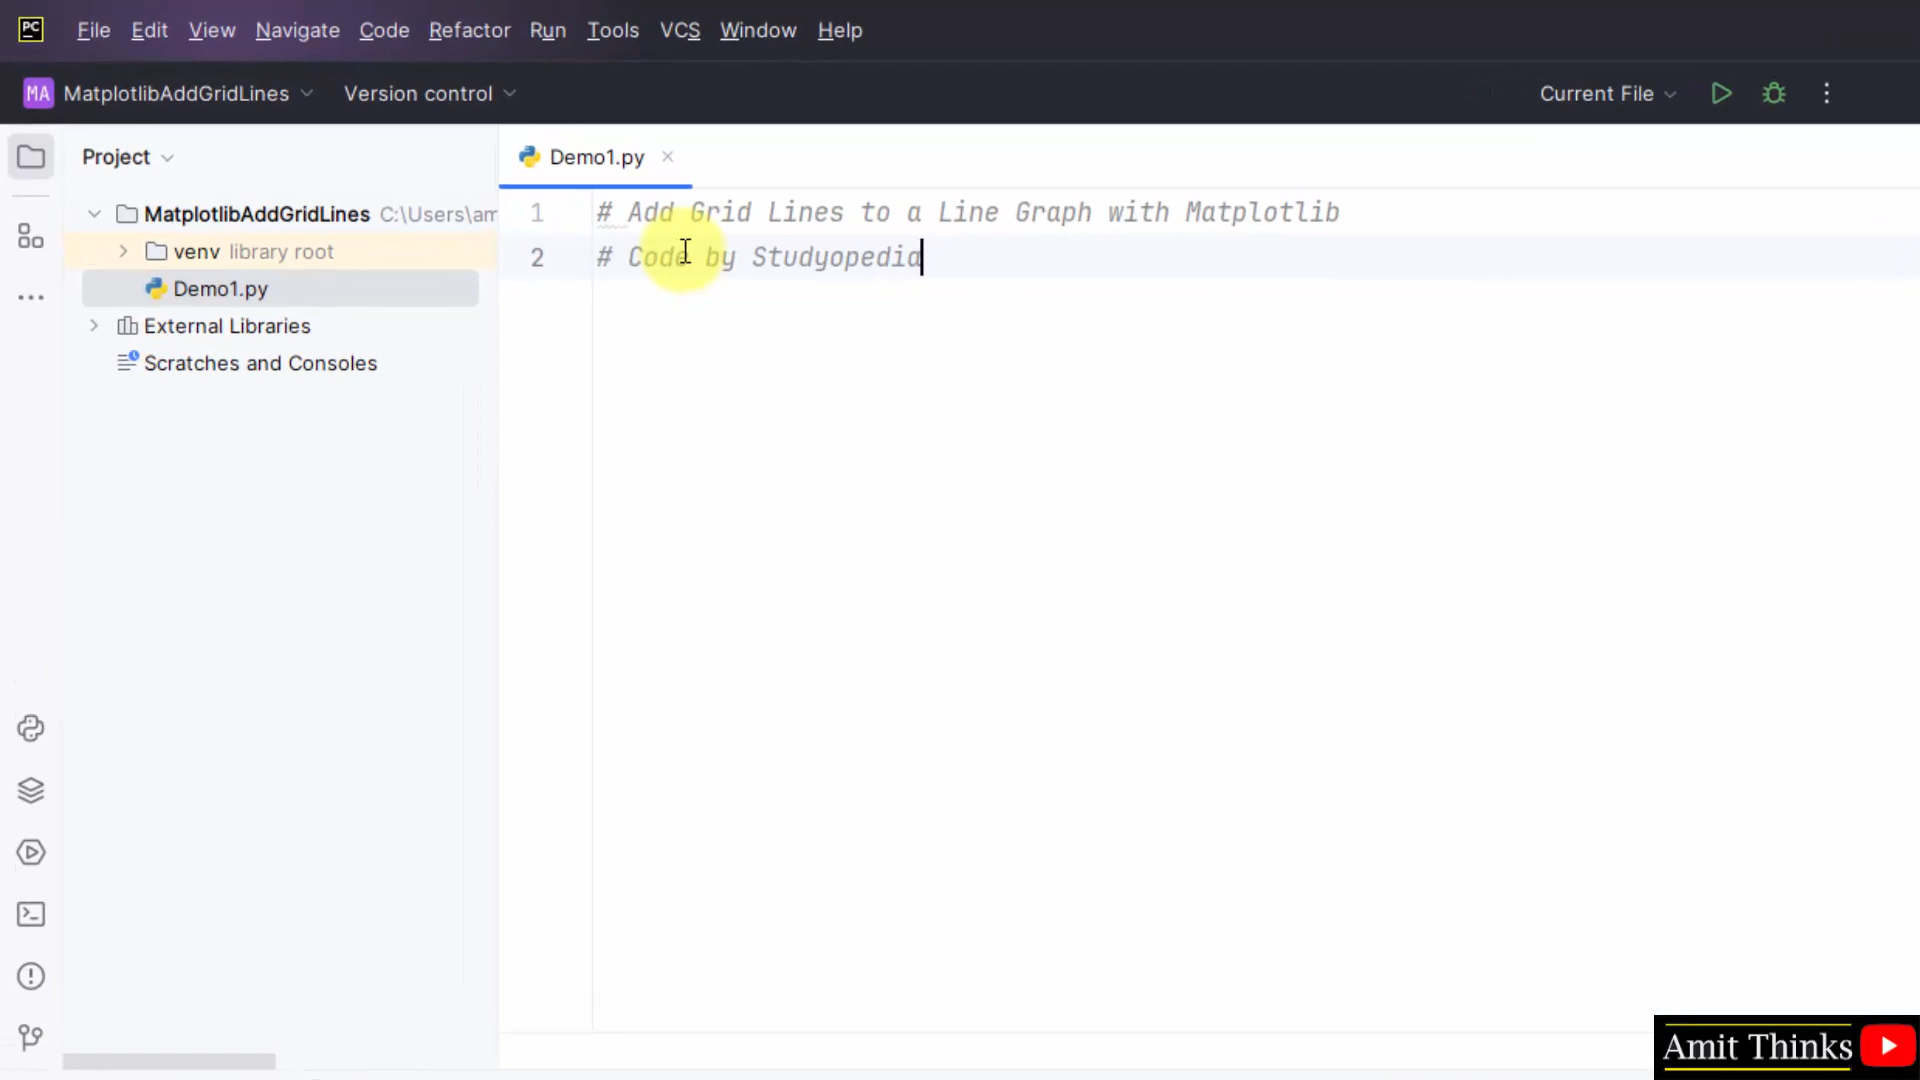 PC File Edit View Navigate Code Refactor Run Tools VCS Window Help
MA MatplotlibAddGridLines Version control Current File
Project
Demo1.py
MatplotlibAddGridLines C:\Users\am
venv library root
Demo1.py
External Libraries
Scratches and Consoles
1 # Add Grid Lines to a Line Graph with Matplotlib
2 # Code by Studyopedia
Amit Thinks